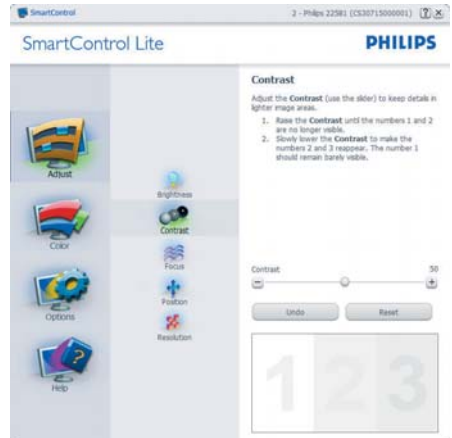 SmartControl
2 - Philips 225B1 (CS30715000001)
SmartControl Lite
PHILIPS
Adjust
Color
Options
Help
Brightness
Contrast
Focus
Position
Resolution
Contrast
Adjust the Contrast (use the slider) to keep details in
lighter image areas.
1. Raise the Contrast until the numbers 1 and 2
are no longer visible.
2. Slowly lower the Contrast to make the
numbers 2 and 3 reappear. The number 1
should remain barely visible.
Contrast
50
Undo
Reset
1 2 3